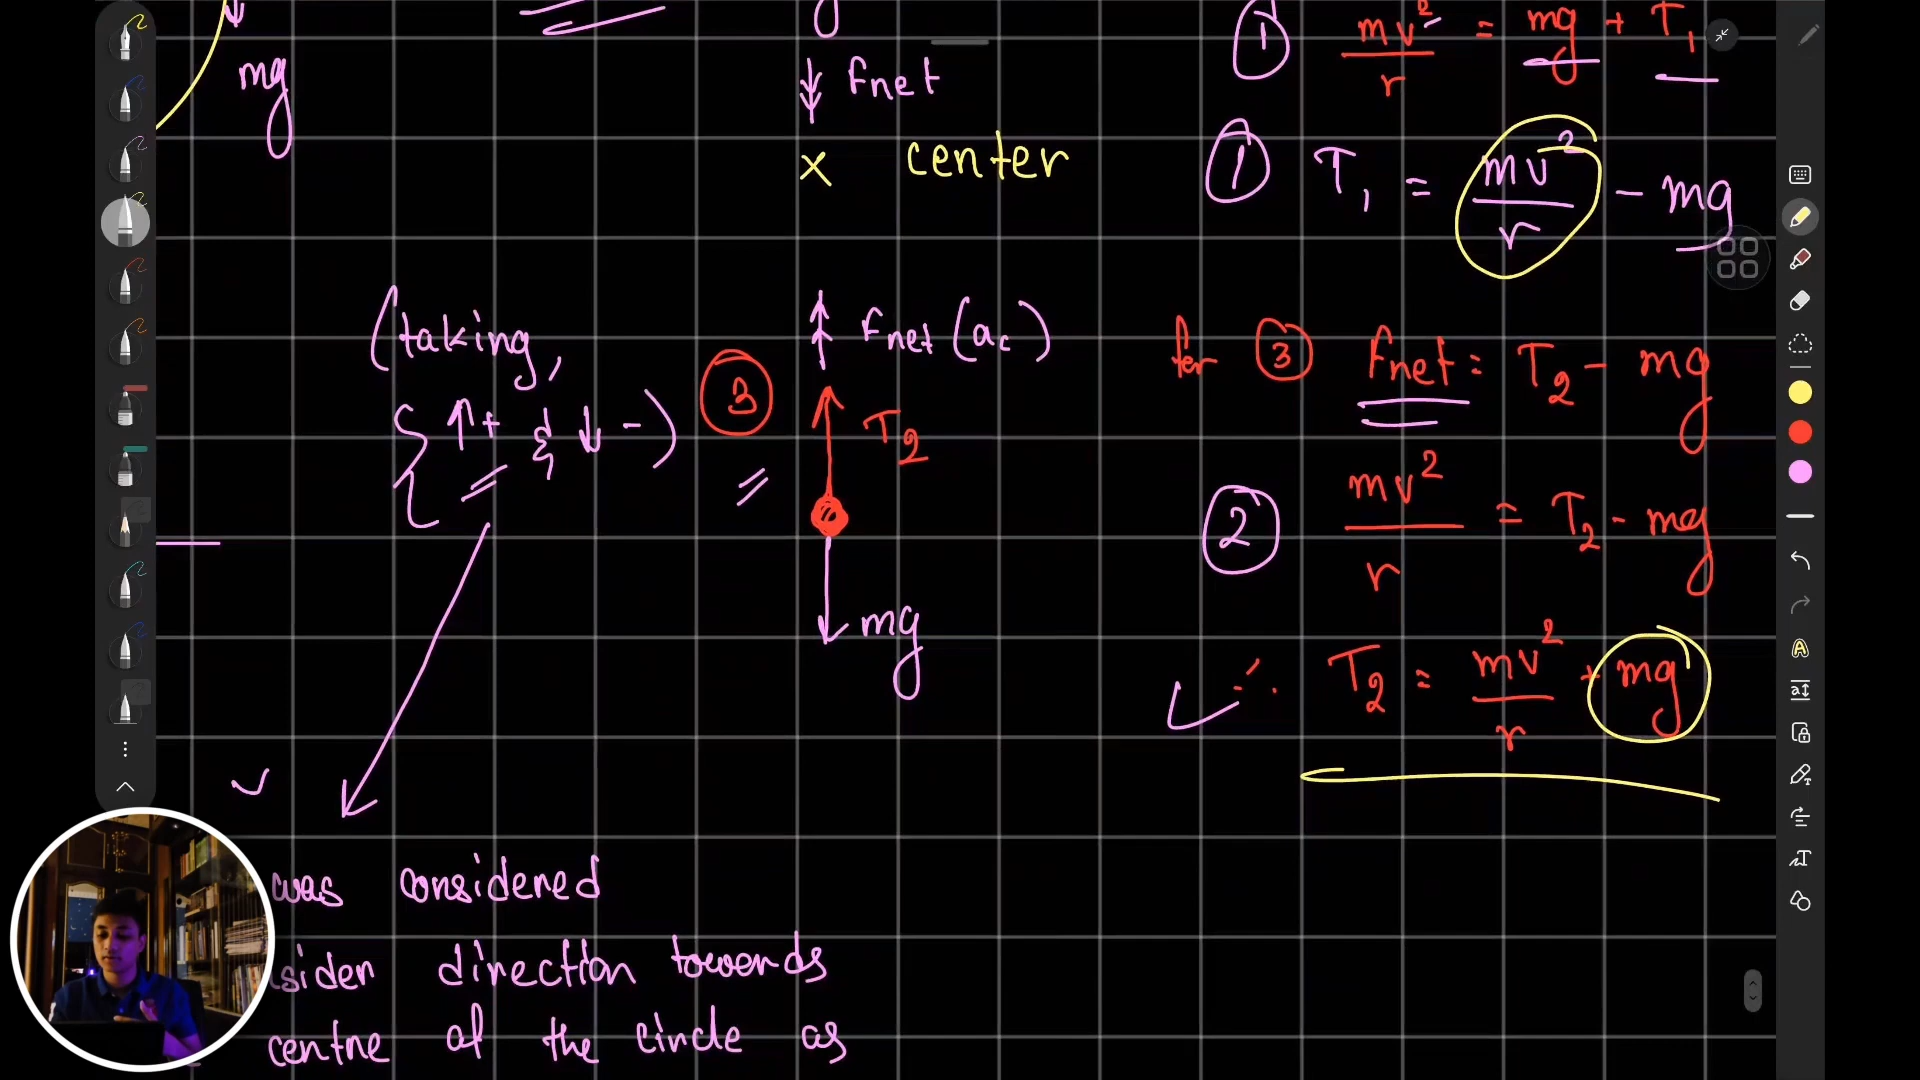 mg
Fnet
x center
① mv²/r = mg + T₁
① T₁ = mv²/r - mg
(taking,
{ ↑+ & ↓ - )
③
Fnet (ac)
T₂
mg
for ③ Fnet = T₂ - mg
② mv²/r = T₂ - mg
∴ T₂ = mv²/r + mg
was considered
direction towards
centre of the circle as